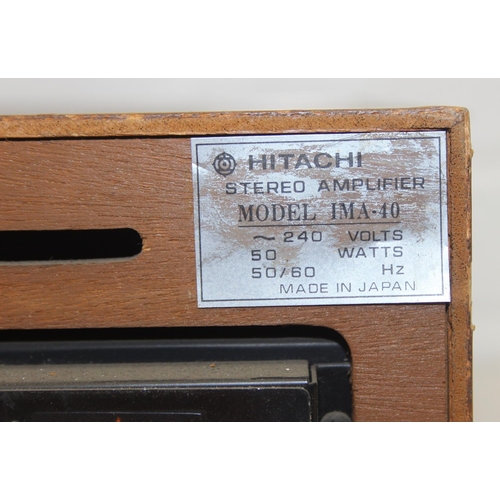 HITACHI
STEREO AMPLIFIER
MODEL IMA-40
~ 240 VOLTS
50 WATTS
50/60 Hz
MADE IN JAPAN